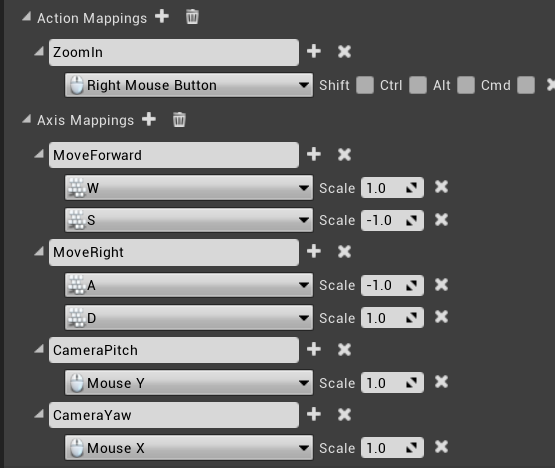 Action Mappings
ZoomIn
Right Mouse Button Shift Ctrl Alt Cmd
Axis Mappings
MoveForward
W Scale 1.0
S Scale -1.0
MoveRight
A Scale -1.0
D Scale 1.0
CameraPitch
Mouse Y Scale 1.0
CameraYaw
Mouse X Scale 1.0